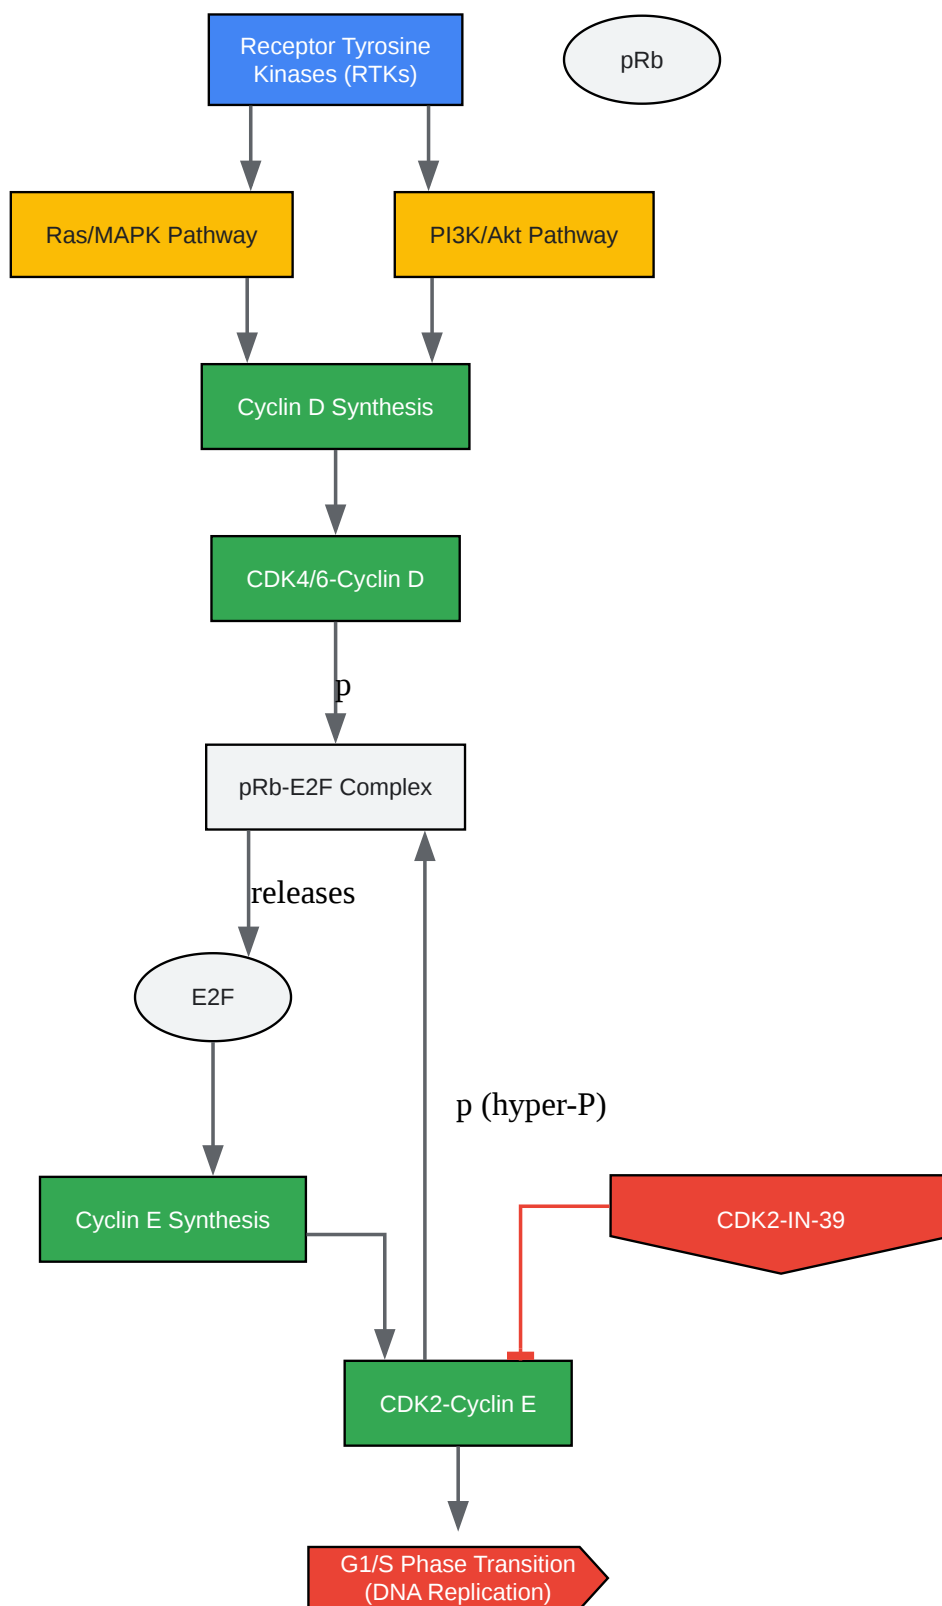 Receptor Tyrosine
Kinases (RTKs)
pRb
Ras/MAPK Pathway
PI3K/Akt Pathway
Cyclin D Synthesis
CDK4/6-Cyclin D
p
pRb-E2F Complex
releases
E2F
p (hyper-P)
Cyclin E Synthesis
CDK2-IN-39
CDK2-Cyclin E
G1/S Phase Transition
(DNA Replication)